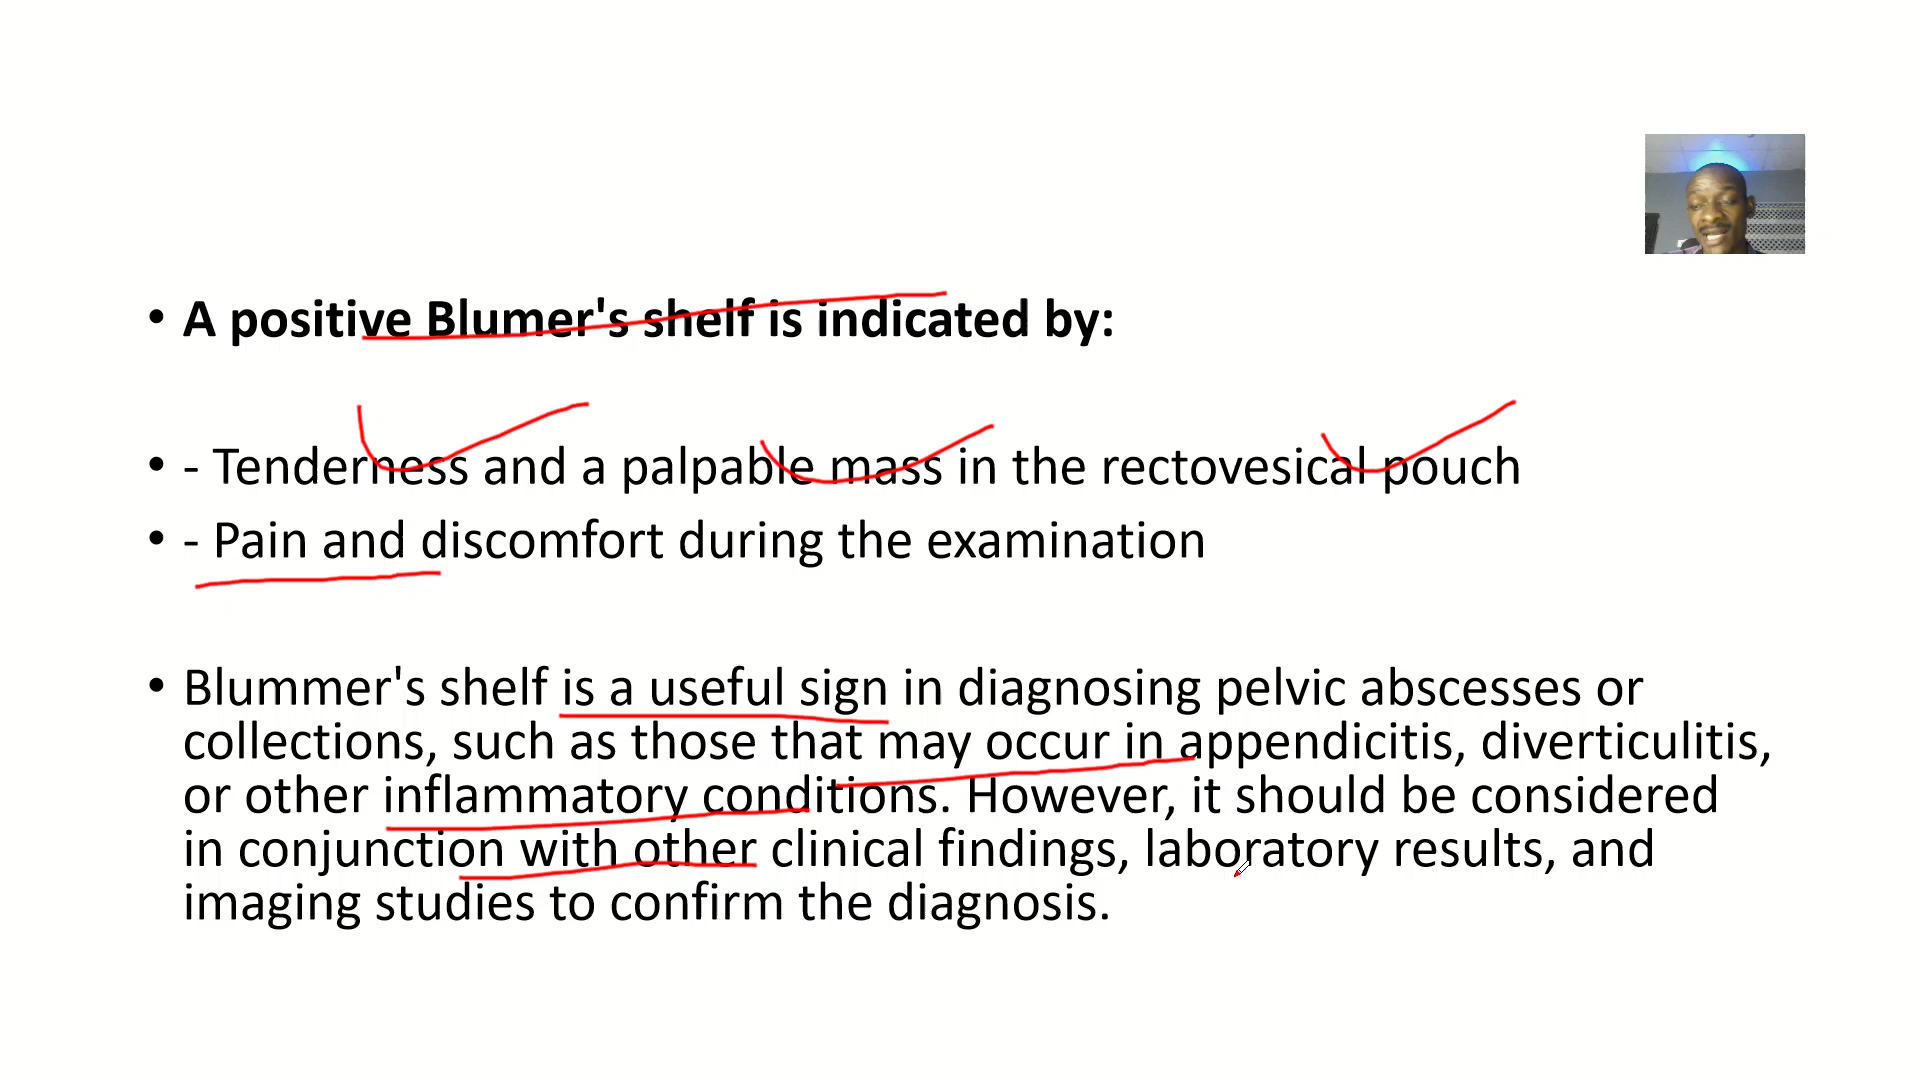 • A positive Blumer's shelf is indicated by:
• - Tenderness and a palpable mass in the rectovesical pouch
• - Pain and discomfort during the examination
• Blummer's shelf is a useful sign in diagnosing pelvic abscesses or
collections, such as those that may occur in appendicitis, diverticulitis,
or other inflammatory conditions. However, it should be considered
in conjunction with other clinical findings, laboratory results, and
imaging studies to confirm the diagnosis.